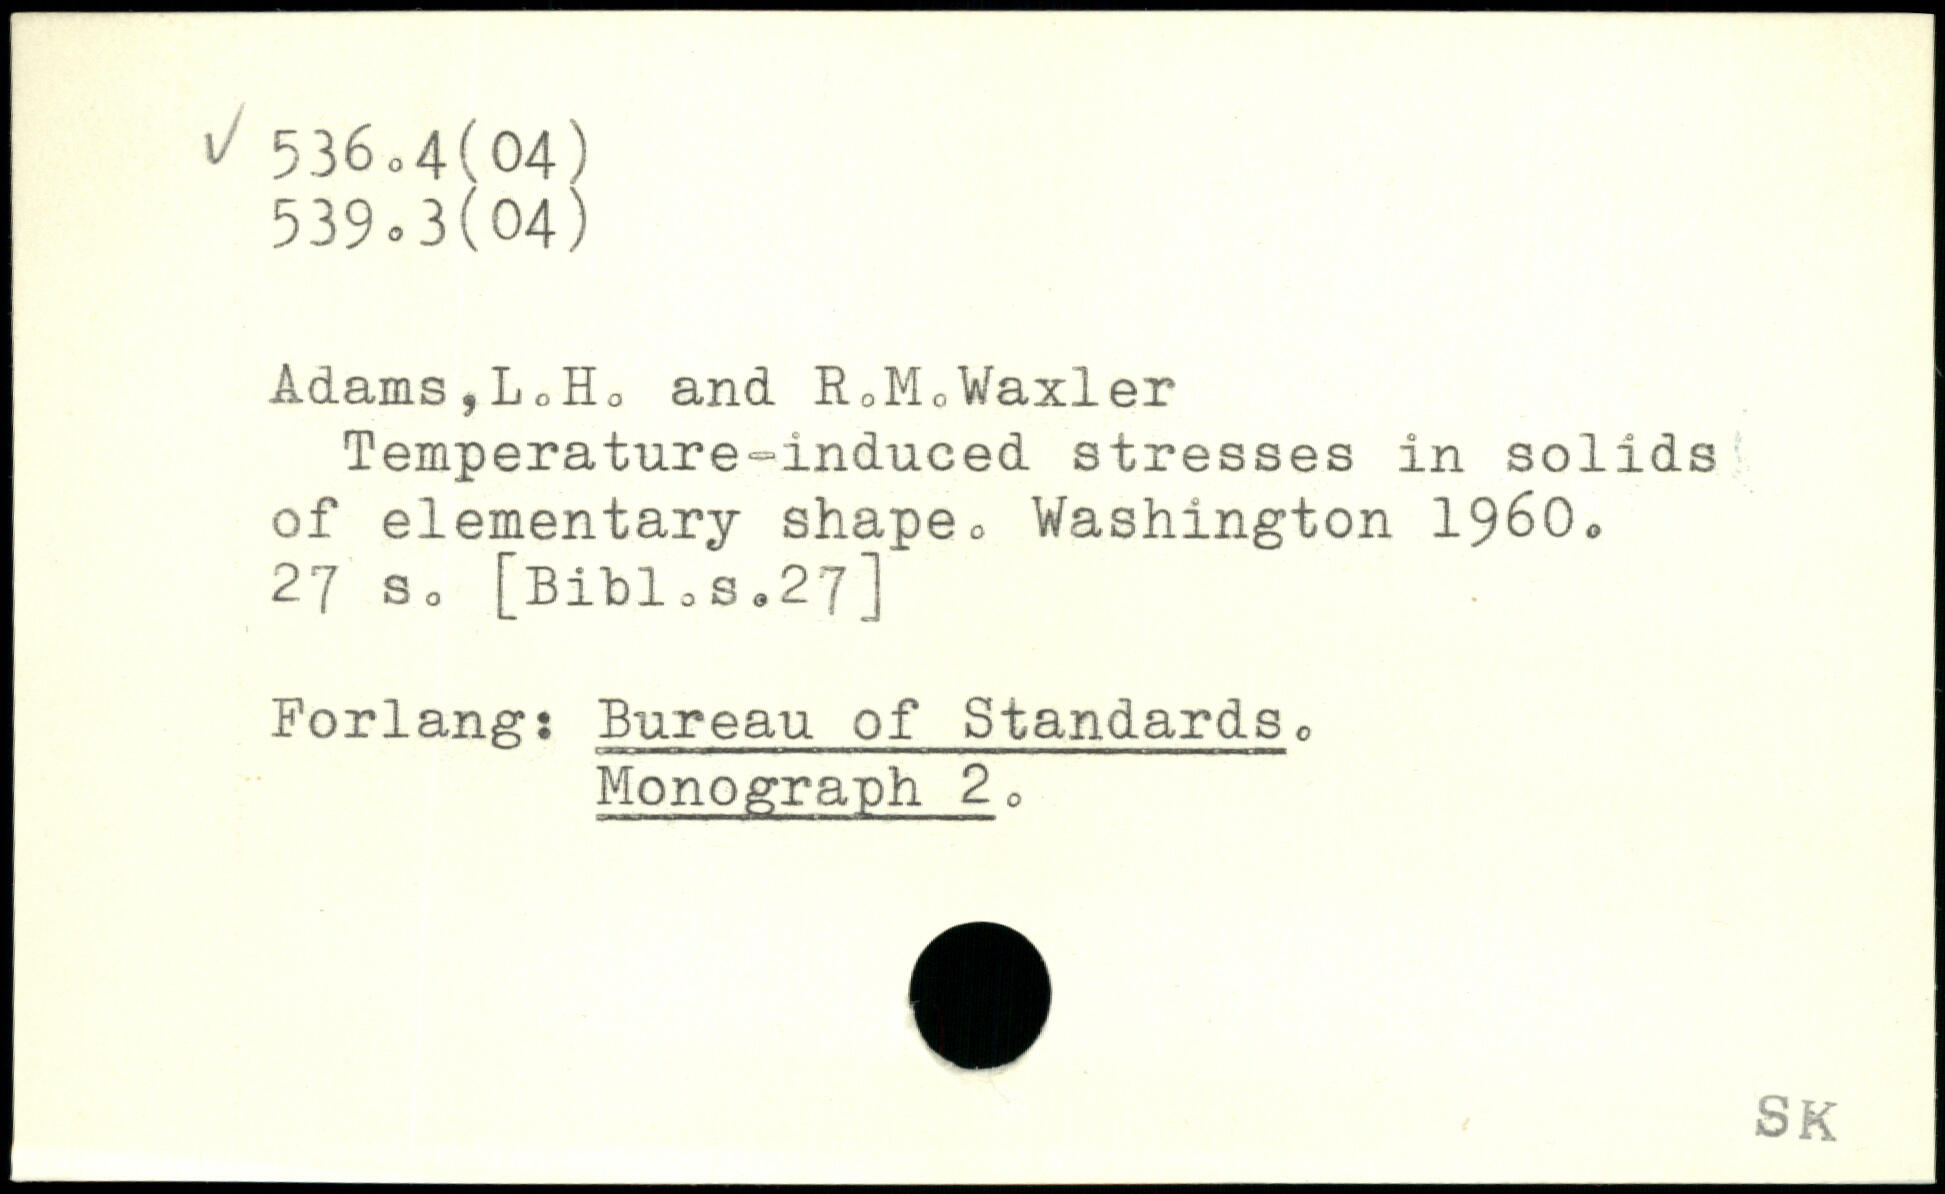 ✓ 536.4(04)
539.3(04)
Adams,L.H. and R.M.Waxler
Temperature-induced stresses in solids
of elementary shape. Washington 1960.
27 s. [Bibl.s.27]
Forlang: Bureau of Standards.
Monograph 2.
SK